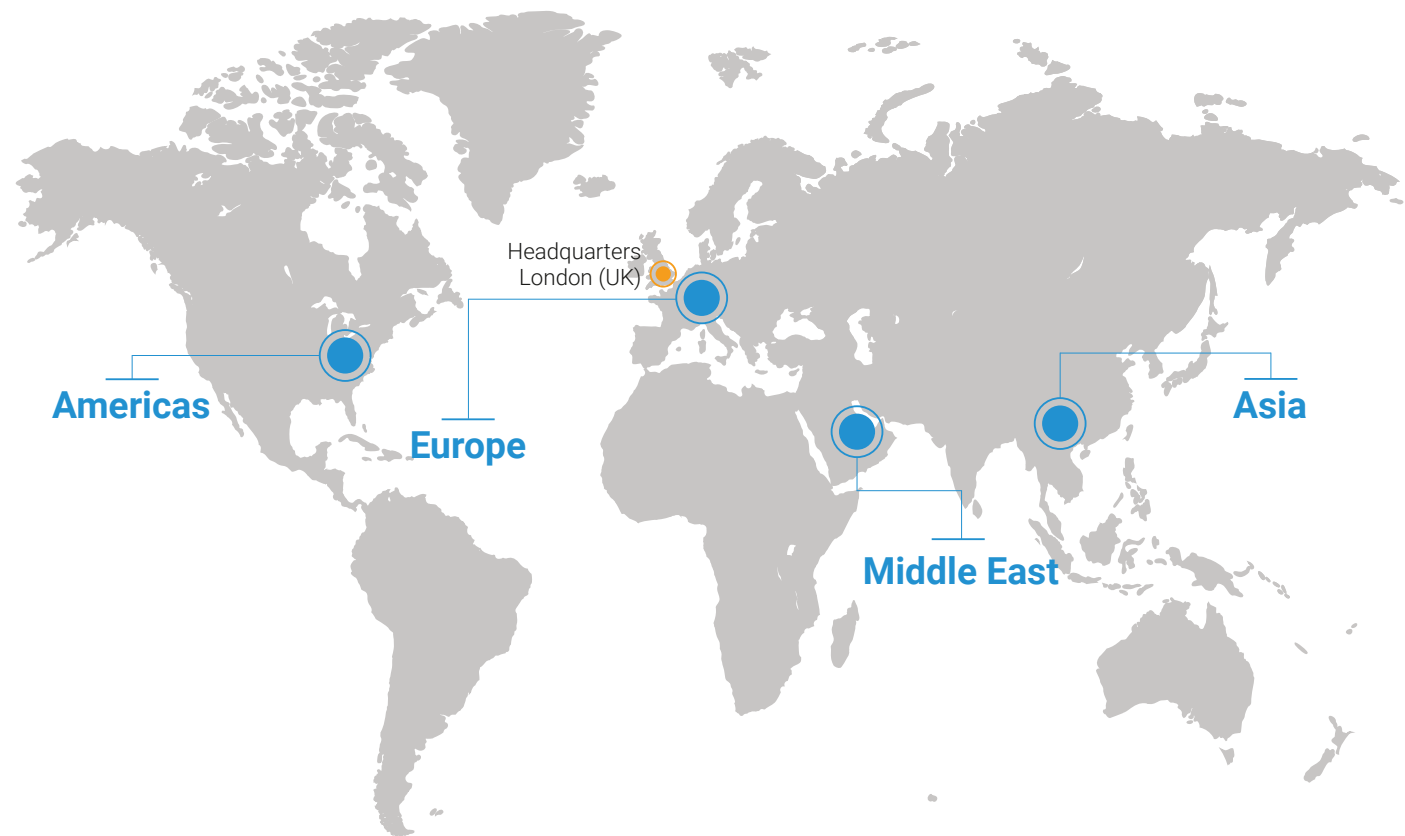 Headquarters
London (UK)
Americas
Europe
Asia
Middle East